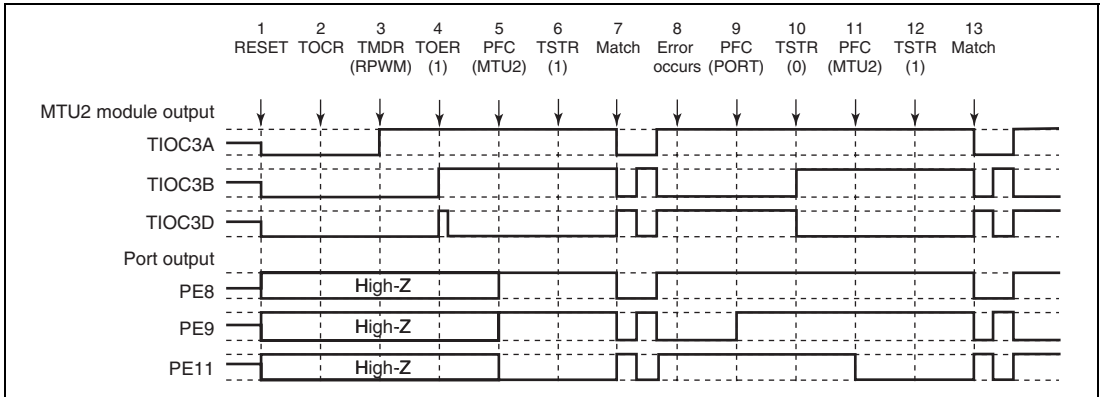 1 2 3 4 5 6 7 8 9 10 11 12 13
RESET TOCR TMDR TOER PFC TSTR Match Error PFC TSTR PFC TSTR Match
(RPWM) (1) (MTU2) (1) occurs (PORT) (0) (MTU2) (1)
MTU2 module output
TIOC3A
TIOC3B
TIOC3D
Port output
PE8 High-Z
PE9 High-Z
PE11 High-Z